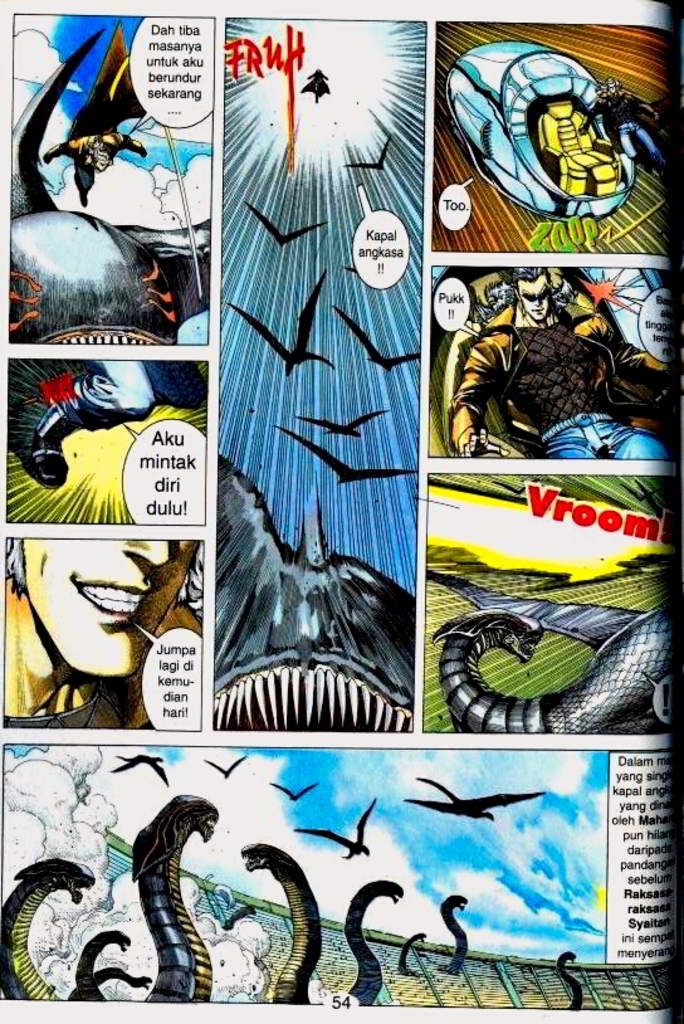 Dah tiba
masanya
untuk aku
berundur
sekarang
....
FRUH
Kapal
angkasa
!!
Too.
ZOOP
Pukk
!!
Aku
mintak
diri
dulu!
Jumpa
lagi di
kemu-
dian
hari!
Vroom!
!!
Dalam
yang
kapal
yang
oleh
pun hilang
daripada
pandangan
sebelum
Raksasa-
raksasa
Syaitan
ini sempat
menyerang
54